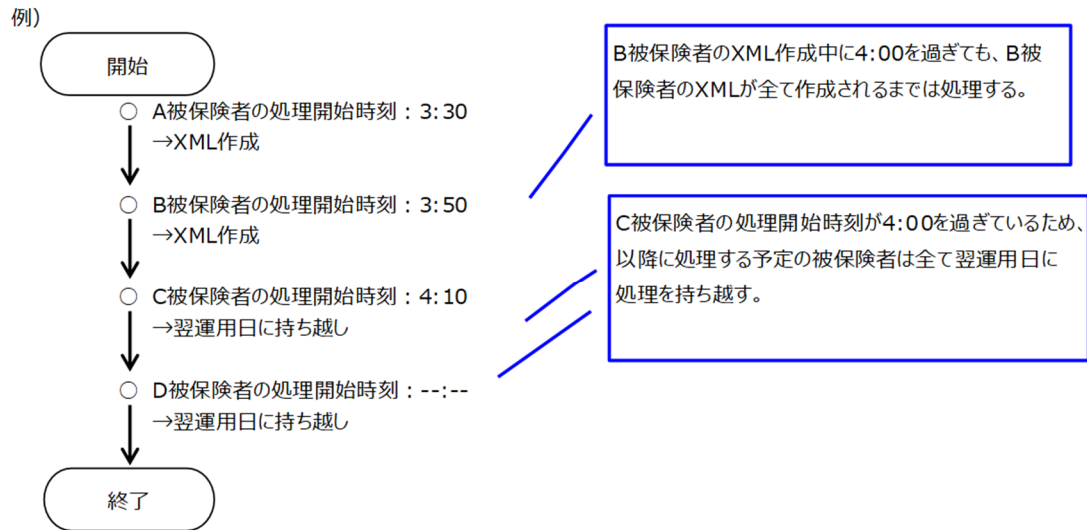 例）
開始
○ A被保険者の処理開始時刻：3:30
→XML作成
○ B被保険者の処理開始時刻：3:50
→XML作成
○ C被保険者の処理開始時刻：4:10
→翌運用日に持ち越し
○ D被保険者の処理開始時刻：--:--
→翌運用日に持ち越し
終了
B被保険者のXML作成中に4:00を過ぎても、B被
保険者のXMLが全て作成されるまでは処理する。
C被保険者の処理開始時刻が4:00を過ぎているため、
以降に処理する予定の被保険者は全て翌運用日に
処理を持ち越す。